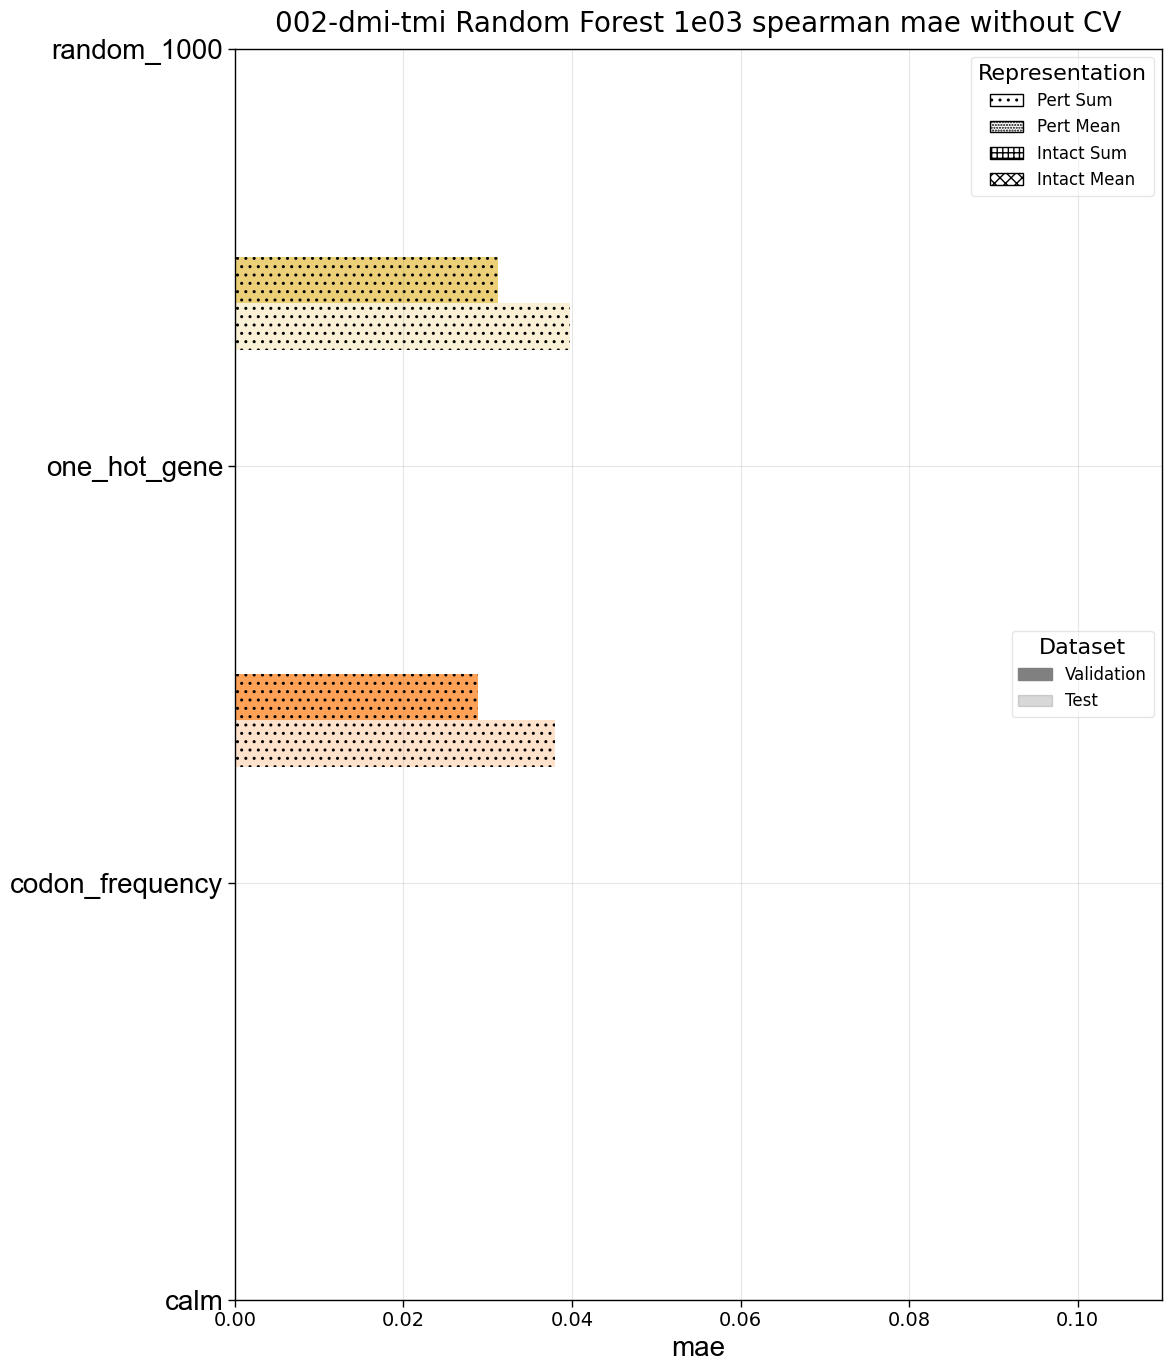 002-dmi-tmi Random Forest 1e03 spearman mae without CV
random_1000
one_hot_gene
codon_frequency
calm
Representation
Pert Sum
Pert Mean
Intact Sum
Intact Mean
Dataset
Validation
Test
0.00
0.02
0.04
0.06
0.08
0.10
mae